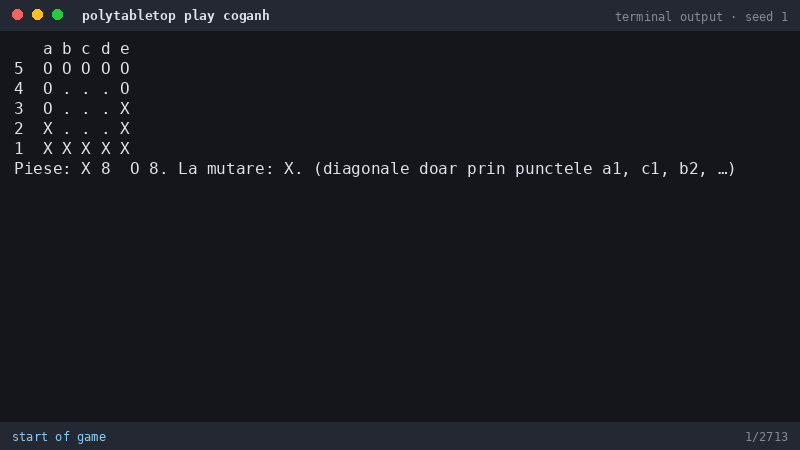 polytabletop play coganh
terminal output · seed 1
a b c d e
5 O O O O O
4 O . . . O
3 O . . . X
2 X . . . X
1 X X X X X
Piese: X 8  O 8. La mutare: X. (diagonale doar prin punctele a1, c1, b2, …)
start of game
1/2713